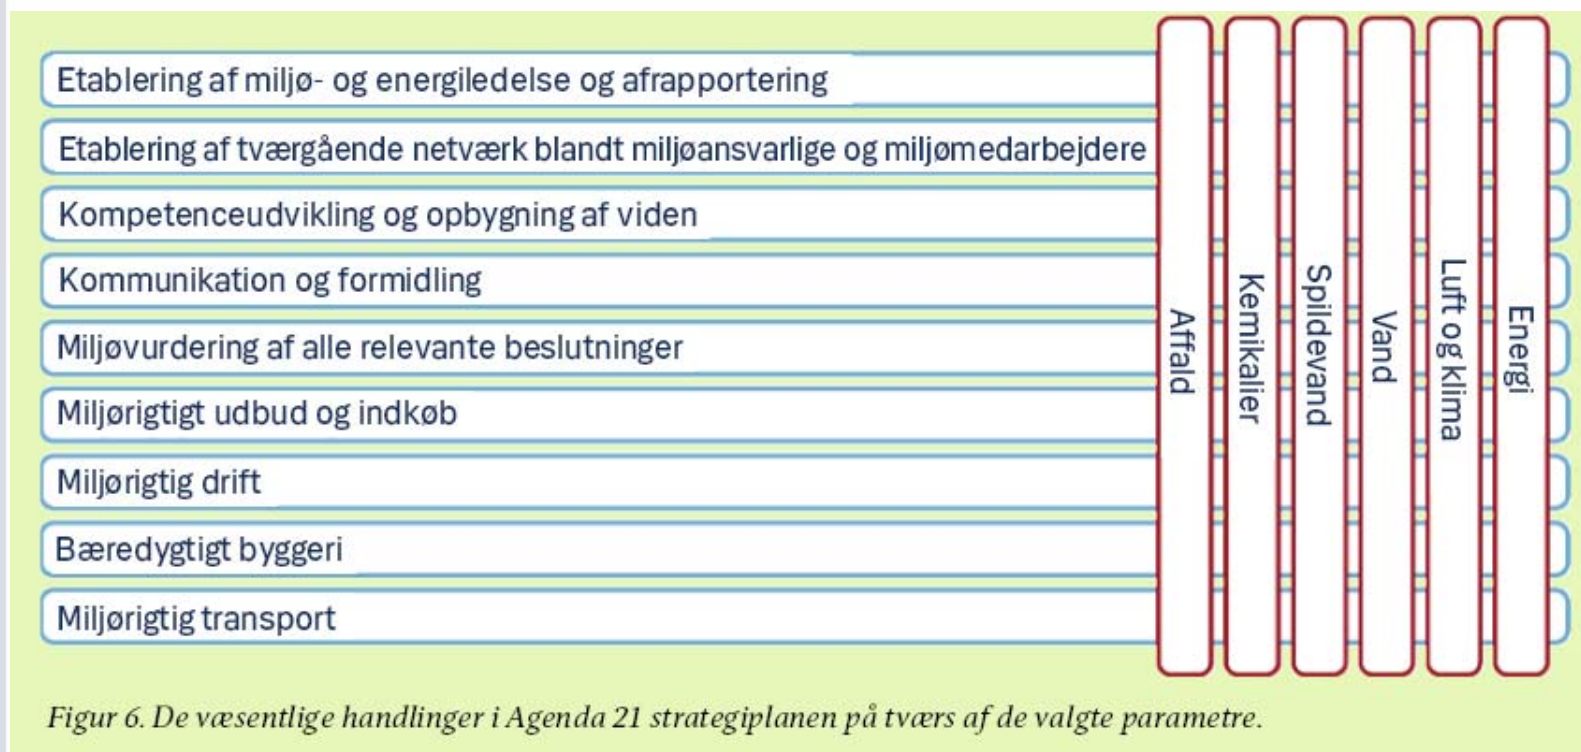 Etablering af miljø- og energiledelse og afrapportering
Etablering af tværgående netværk blandt miljøansvarlige og miljømedarbejdere
Kompetenceudvikling og opbygning af viden
Kommunikation og formidling
Miljøvurdering af alle relevante beslutninger
Miljørigtigt udbud og indkøb
Miljørigtig drift
Bæredygtigt byggeri
Miljørigtig transport
Affald
Kemikalier
Spildevand
Vand
Luft og klima
Energi
Figur 6. De væsentlige handlinger i Agenda 21 strategiplanen på tværs af de valgte parametre.